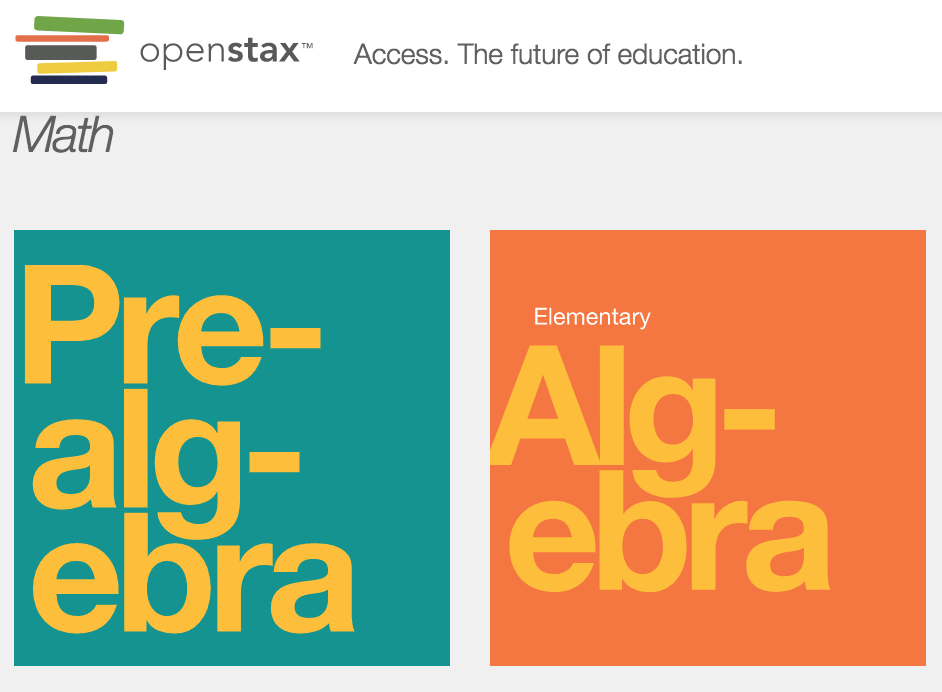 openstax™ Access. The future of education.
Math
Pre-
alg-
ebra
Elementary
Alg-
ebra